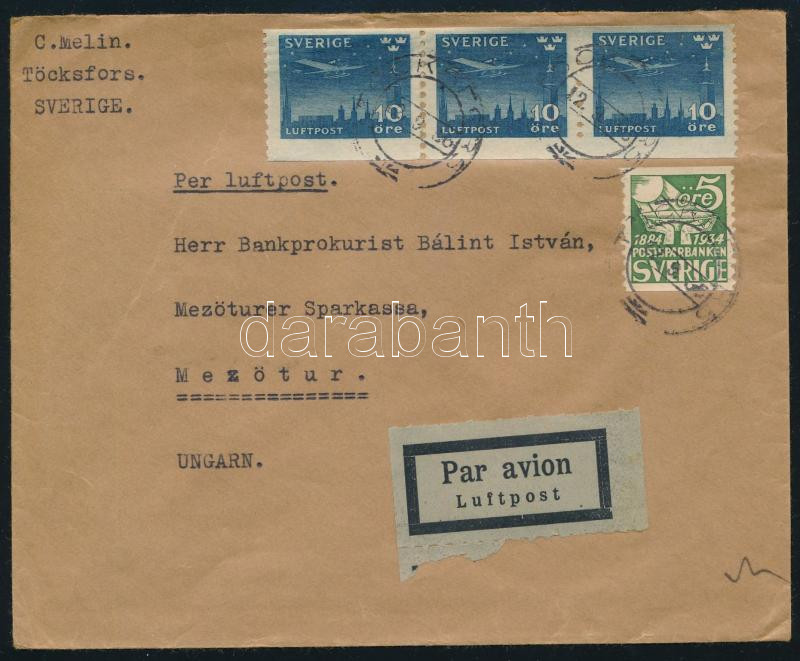 C.Melin.
Töcksfors.
SVERIGE.
SVERIGE SVERIGE SVERIGE
10 10 10
LUFTPOST öre LUFTPOST öre LUFTPOST öre
Per luftpost.
öre 5
1884 1934
POSTSPARBANKEN
SVERIGE
Herr Bankprokurist Bálint István,
Mezöturer Sparkassa,
darabanth
Mezötur.
UNGARN.
Par avion
Luftpost